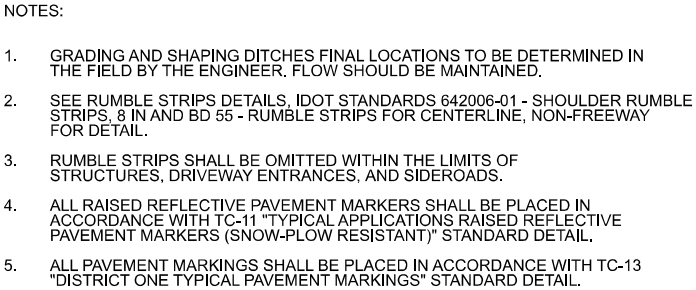 NOTES:
1. GRADING AND SHAPING DITCHES FINAL LOCATIONS TO BE DETERMINED IN
THE FIELD BY THE ENGINEER. FLOW SHOULD BE MAINTAINED.
2. SEE RUMBLE STRIPS DETAILS, IDOT STANDARDS 642006-01 - SHOULDER RUMBLE
STRIPS, 8 IN AND BD 55 - RUMBLE STRIPS FOR CENTERLINE, NON-FREEWAY
FOR DETAIL.
3. RUMBLE STRIPS SHALL BE OMITTED WITHIN THE LIMITS OF
STRUCTURES, DRIVEWAY ENTRANCES, AND SIDEROADS.
4. ALL RAISED REFLECTIVE PAVEMENT MARKERS SHALL BE PLACED IN
ACCORDANCE WITH TC-11 "TYPICAL APPLICATIONS RAISED REFLECTIVE
PAVEMENT MARKERS (SNOW-PLOW RESISTANT)" STANDARD DETAIL.
5. ALL PAVEMENT MARKINGS SHALL BE PLACED IN ACCORDANCE WITH TC-13
"DISTRICT ONE TYPICAL PAVEMENT MARKINGS" STANDARD DETAIL.